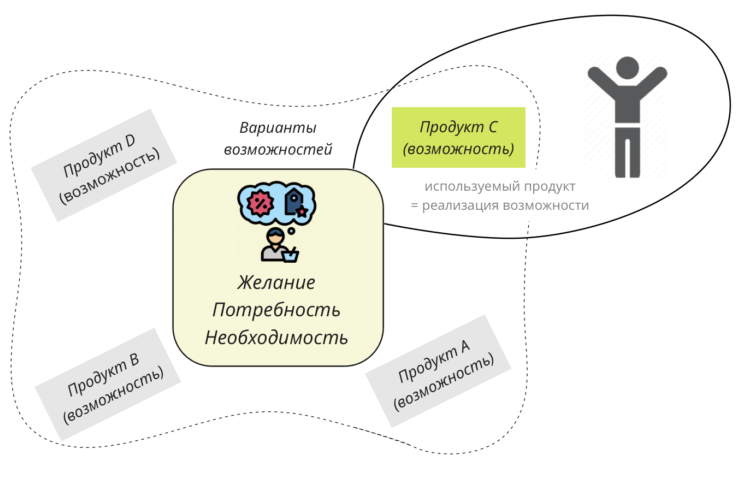 Варианты
возможностей
Продукт D
(возможность)
Продукт C
(возможность)
используемый продукт
= реализация возможности
Желание
Потребность
Необходимость
Продукт B
(возможность)
Продукт A
(возможность)